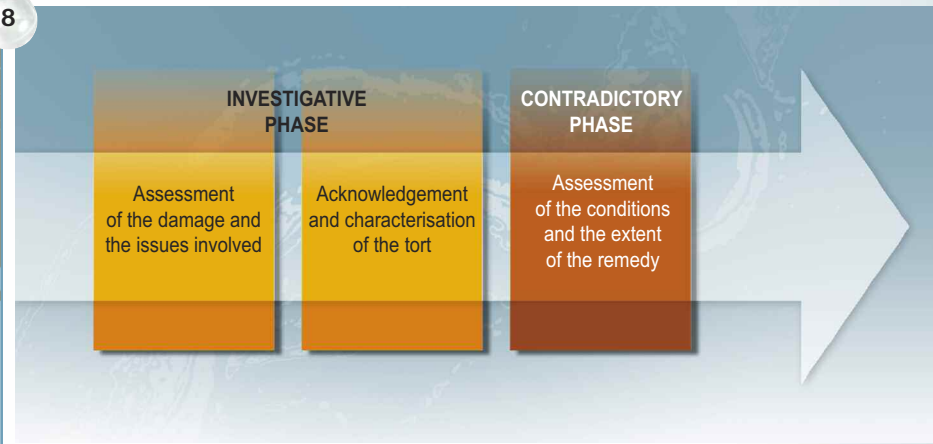 8
INVESTIGATIVE
PHASE
Assessment
of the damage and
the issues involved
Acknowledgement
and characterisation
of the tort
CONTRADICTORY
PHASE
Assessment
of the conditions
and the extent
of the remedy